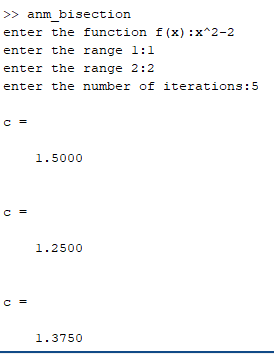 >> anm_bisection
enter the function f(x):x^2-2
enter the range 1:1
enter the range 2:2
enter the number of iterations:5
c =
1.5000
c =
1.2500
c =
1.3750